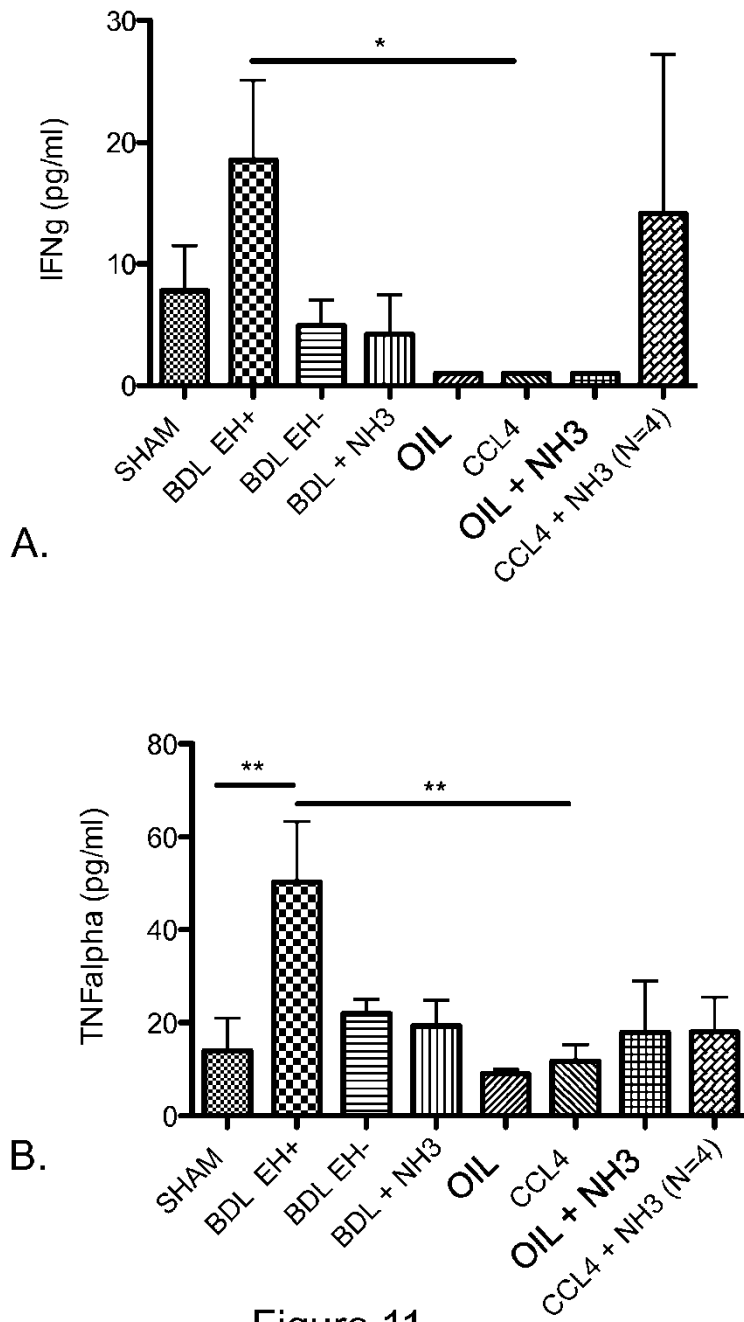 30
20
10
0
IFNg (pg/ml)
*
SHAM
BDL EH+
BDL EH-
BDL + NH3
OIL
CCL4
OIL + NH3
CCL4 + NH3 (N=4)
A.
80
60
40
20
0
TNFalpha (pg/ml)
**
**
SHAM
BDL EH+
BDL EH-
BDL + NH3
OIL
CCL4
OIL + NH3
CCL4 + NH3 (N=4)
B.
Figure 11